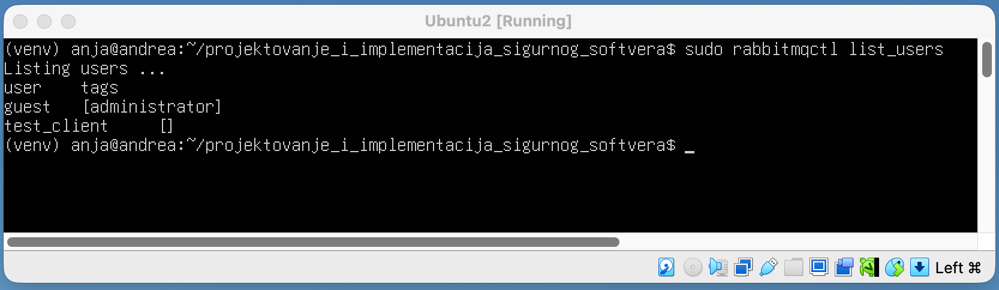 Ubuntu2 [Running]
(venv) anja@andrea:~/projektovanje_i_implementacija_sigurnog_softvera$ sudo rabbitmqctl list_users
Listing users ...
user    tags
guest   [administrator]
test_client     []
(venv) anja@andrea:~/projektovanje_i_implementacija_sigurnog_softvera$ _
Left ⌘